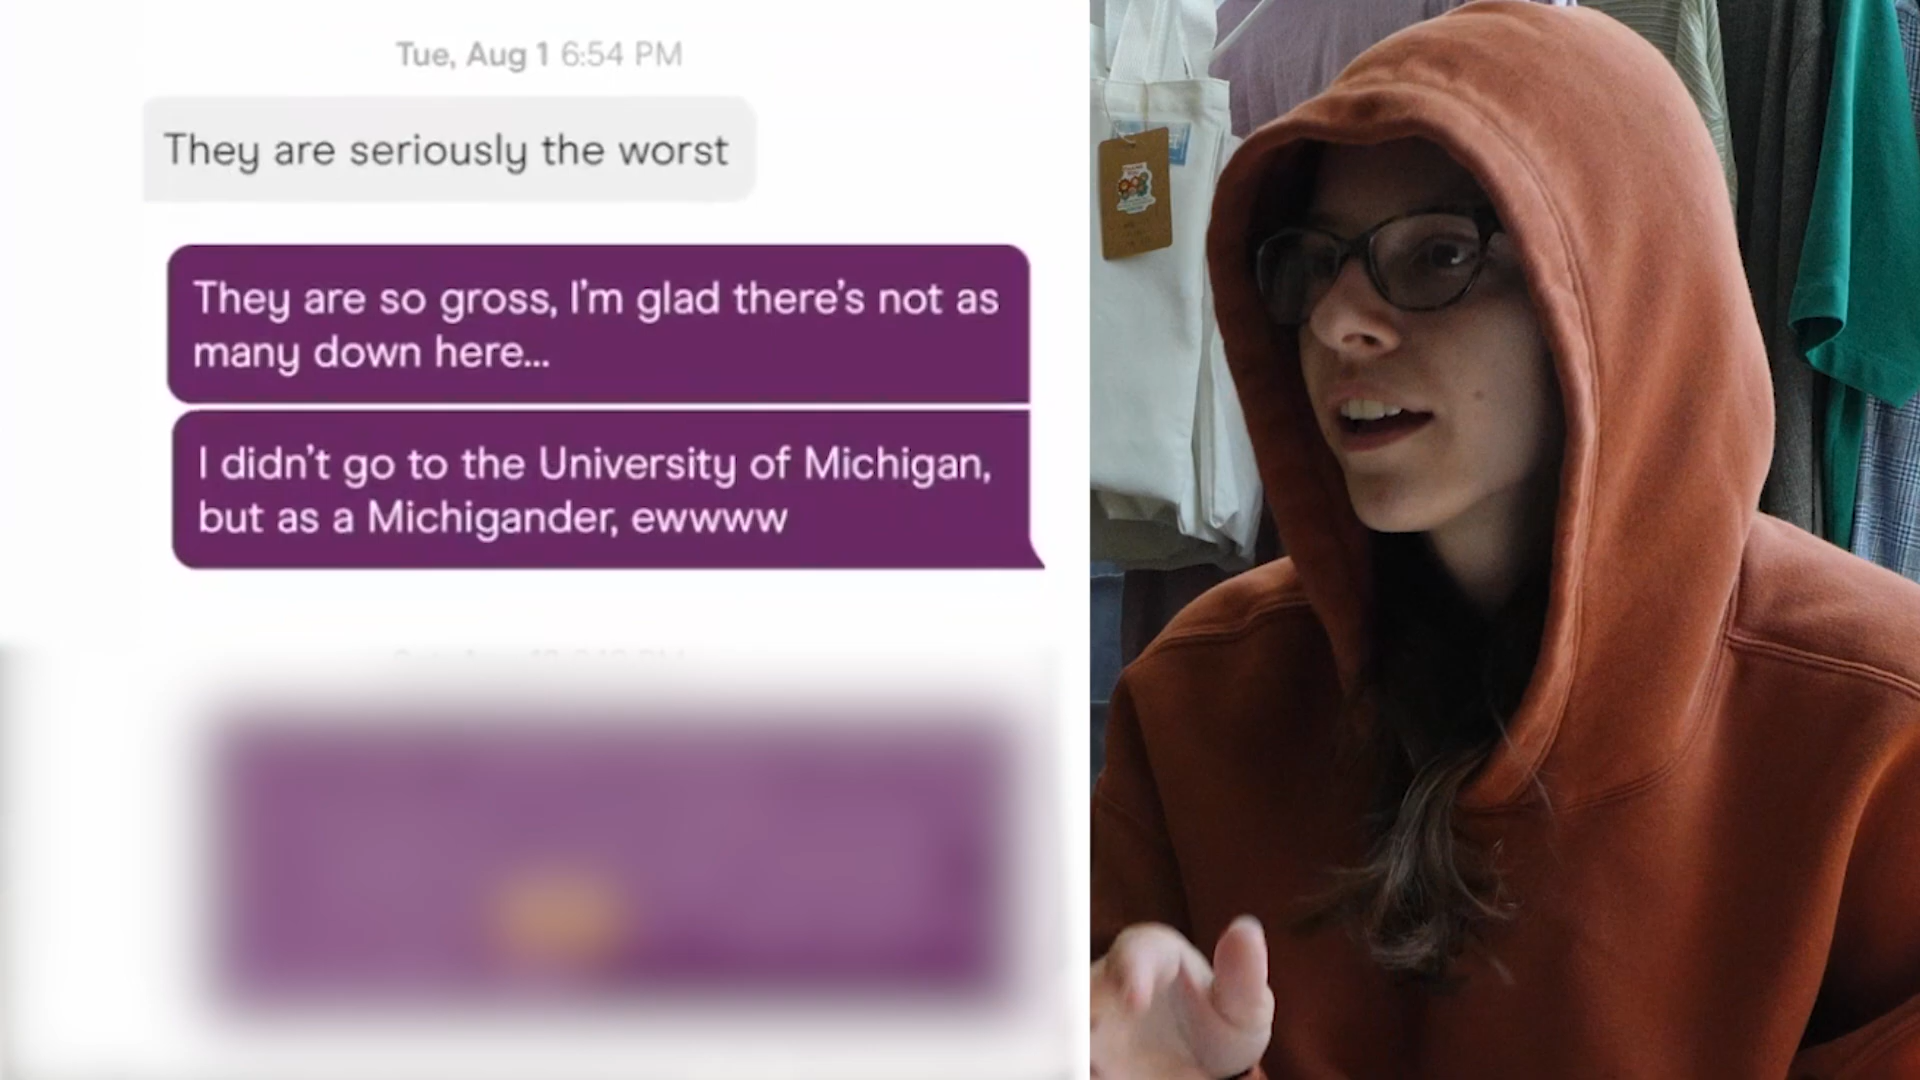 Tue, Aug 1 6:54 PM
They are seriously the worst
They are so gross, I'm glad there's not as
many down here...
I didn't go to the University of Michigan,
but as a Michigander, ewwww